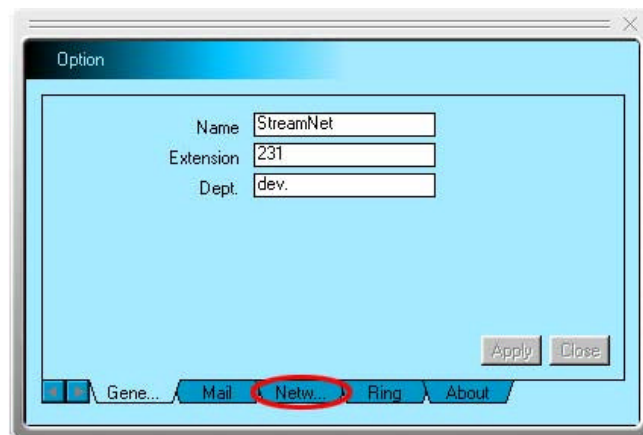 Option
Name StreamNet
Extension 231
Dept. dev.
Apply Close
Gene... Mail Netw... Ring About